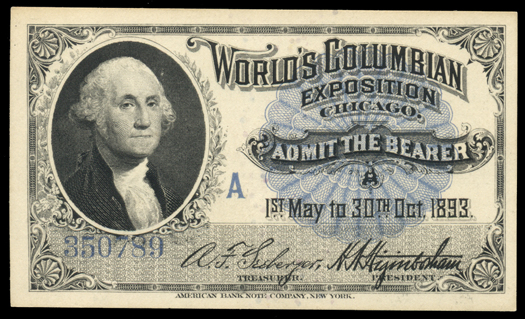 WORLD'S COLUMBIAN
EXPOSITION
CHICAGO.
ADMIT THE BEARER
A
A
1ST May to 30TH Oct, 1893.
350789
A. F. Seeberger, H. N. Higinbotham
TREASURER. PRESIDENT.
AMERICAN BANK NOTE COMPANY, NEW YORK.